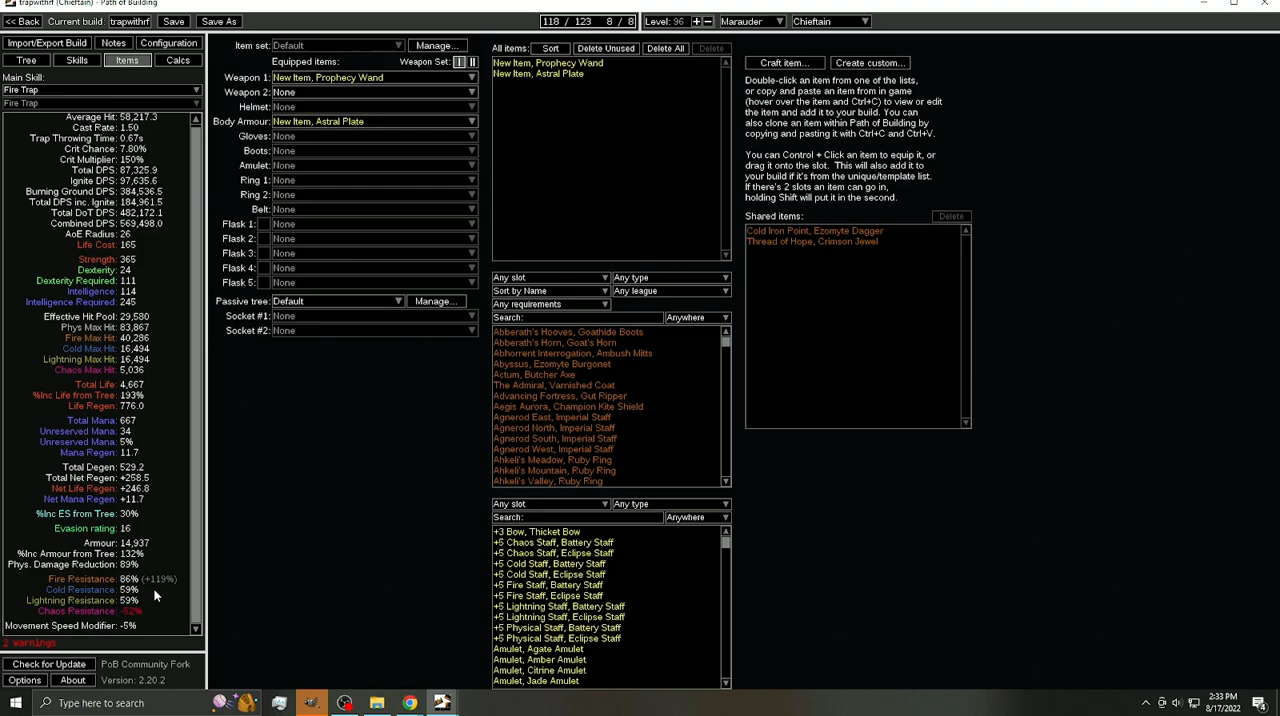 trapwithrf (Chieftain) - Path of Building
<< Back
Current build:
trapwithrf
Save
Save As
118 / 123 8 / 8
Level: 96
+
-
Marauder
Chieftain
Import/Export Build
Notes
Configuration
Tree
Skills
Items
Calcs
Main Skill:
Fire Trap
Fire Trap
Average Hit: 58,217.3
Cast Rate: 1.50
Trap Throwing Time: 0.67s
Crit Chance: 7.80%
Crit Multiplier: 150%
Total DPS: 87,325.9
Ignite DPS: 97,635.6
Burning Ground DPS: 384,536.5
Total DPS inc. Ignite: 184,961.5
Total DoT DPS: 482,172.1
Combined DPS: 569,498.0
AoE Radius: 26
Life Cost: 165
Strength: 365
Dexterity: 24
Dexterity Required: 111
Intelligence: 114
Intelligence Required: 245
Effective Hit Pool: 29,580
Phys Max Hit: 83,867
Fire Max Hit: 40,286
Cold Max Hit: 16,494
Lightning Max Hit: 16,494
Chaos Max Hit: 5,036
Total Life: 4,667
%Inc Life from Tree: 193%
Life Regen: 776.0
Total Mana: 667
Unreserved Mana: 34
Unreserved Mana: 5%
Mana Regen: 11.7
Total Degen: 529.2
Total Net Regen: +258.5
Net Life Regen: +246.8
Net Mana Regen: +11.7
%Inc ES from Tree: 30%
Evasion rating: 16
Armour: 14,937
%Inc Armour from Tree: 132%
Phys. Damage Reduction: 89%
Fire Resistance: 86% (+119%)
Cold Resistance: 59%
Lightning Resistance: 59%
Chaos Resistance: -52%
Movement Speed Modifier: -5%
2 Warnings
Check for Update
PoB Community Fork
Options
About
Version: 2.20.2
Item set: Default
Manage...
Equipped items:
Weapon Set: I II
Weapon 1: New Item, Prophecy Wand
Weapon 2: None
Helmet: None
Body Armour: New Item, Astral Plate
Gloves: None
Boots: None
Amulet: None
Ring 1: None
Ring 2: None
Belt: None
Flask 1: None
Flask 2: None
Flask 3: None
Flask 4: None
Flask 5: None
Passive tree: Default
Manage...
Socket #1: None
Socket #2: None
All items:
Sort
Delete Unused
Delete All
Delete
New Item, Prophecy Wand
New Item, Astral Plate
Any slot
Any type
Sort by Name
Any league
Any requirements
Search:
Anywhere
Abberath's Hooves, Goathide Boots
Abberath's Horn, Goat's Horn
Abhorrent Interrogation, Ambush Mitts
Abyssus, Ezomyte Burgonet
Actum, Butcher Axe
The Admiral, Varnished Coat
Advancing Fortress, Gut Ripper
Aegis Aurora, Champion Kite Shield
Agnerod East, Imperial Staff
Agnerod North, Imperial Staff
Agnerod South, Imperial Staff
Agnerod West, Imperial Staff
Ahkeli's Meadow, Ruby Ring
Ahkeli's Mountain, Ruby Ring
Ahkeli's Valley, Ruby Ring
Any slot
Any type
Search:
Anywhere
+3 Bow, Thicket Bow
+5 Chaos Staff, Battery Staff
+5 Chaos Staff, Eclipse Staff
+5 Cold Staff, Battery Staff
+5 Cold Staff, Eclipse Staff
+5 Fire Staff, Battery Staff
+5 Fire Staff, Eclipse Staff
+5 Lightning Staff, Battery Staff
+5 Lightning Staff, Eclipse Staff
+5 Physical Staff, Battery Staff
+5 Physical Staff, Eclipse Staff
Amulet, Agate Amulet
Amulet, Amber Amulet
Amulet, Citrine Amulet
Amulet, Jade Amulet
Craft item...
Create custom...
Double-click an item from one of the lists,
or copy and paste an item from in game
(hover over the item and Ctrl+C) to view or edit
the item and add it to your build. You can
also clone an item within Path of Building by
copying and pasting it with Ctrl+C and Ctrl+V.
You can Control + Click an item to equip it, or
drag it onto the slot. This will also add it to
your build if it's from the unique/template list.
If there's 2 slots an item can go in,
holding Shift will put it in the second.
Shared items:
Delete
Cold Iron Point, Ezomyte Dagger
Thread of Hope, Crimson Jewel
Type here to search
2:33 PM
8/17/2022
4